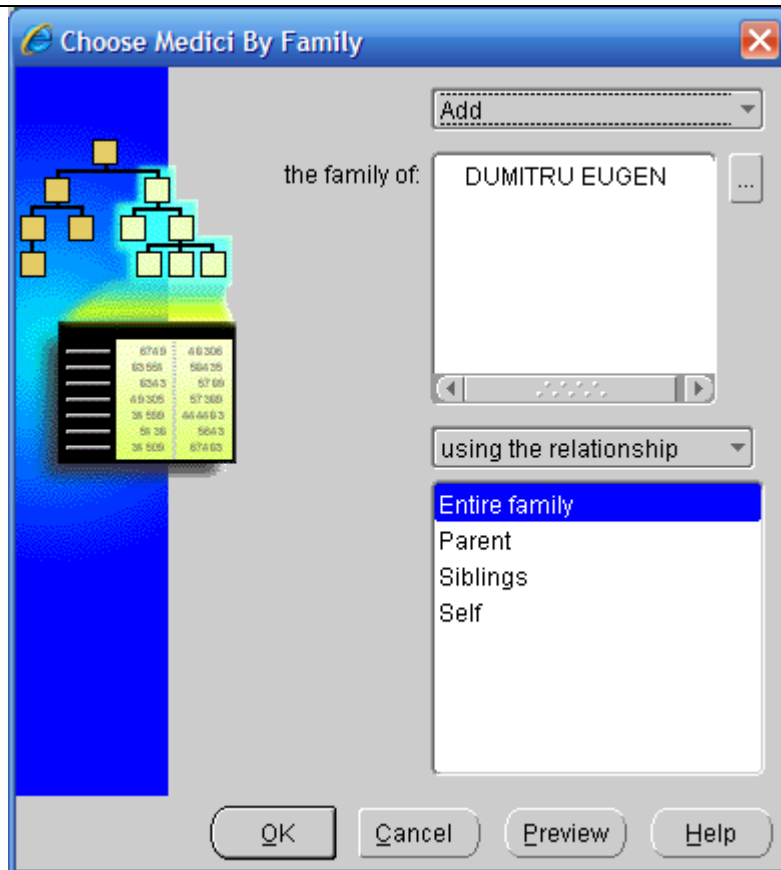 Choose Medici By Family
Add
the family of:
DUMITRU EUGEN
...
using the relationship
Entire family
Parent
Siblings
Self
OK
Cancel
Preview
Help